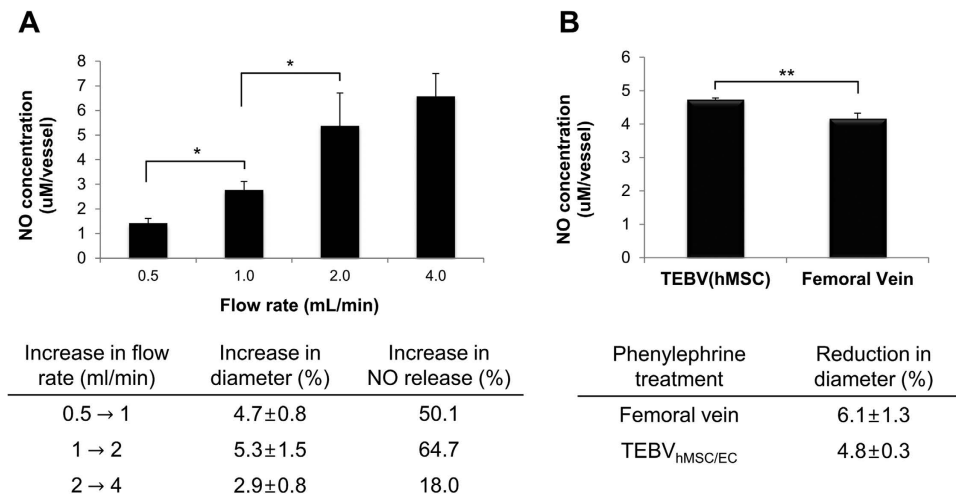 A
NO concentration
(uM/vessel)
8
7
6
5
4
3
2
1
0
*
*
0.5 1.0 2.0 4.0
Flow rate (mL/min)
Increase in flow
rate (ml/min)
Increase in
diameter (%)
Increase in
NO release (%)
0.5 → 1 4.7±0.8 50.1
1 → 2 5.3±1.5 64.7
2 → 4 2.9±0.8 18.0
B
NO concentration
(uM/vessel)
6
5
4
3
2
1
0
**
TEBV(hMSC) Femoral Vein
Phenylephrine
treatment
Reduction in
diameter (%)
Femoral vein 6.1±1.3
TEBVhMSC/EC 4.8±0.3